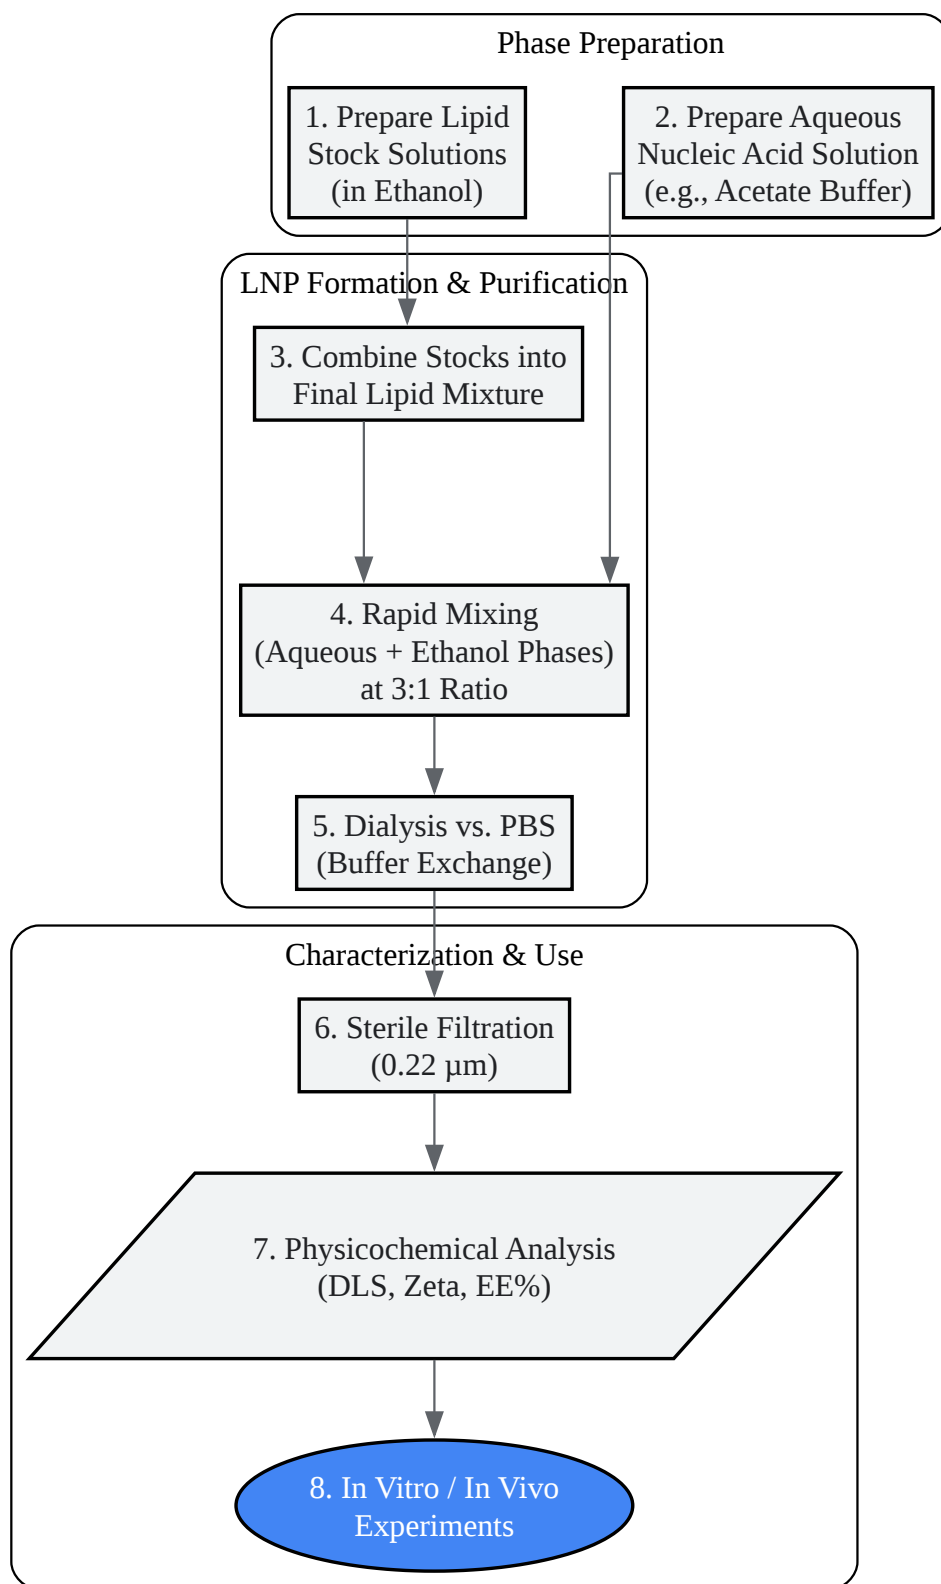 Phase Preparation
1. Prepare Lipid
Stock Solutions
(in Ethanol)
2. Prepare Aqueous
Nucleic Acid Solution
(e.g., Acetate Buffer)
LNP Formation & Purification
3. Combine Stocks into
Final Lipid Mixture
4. Rapid Mixing
(Aqueous + Ethanol Phases)
at 3:1 Ratio
5. Dialysis vs. PBS
(Buffer Exchange)
Characterization & Use
6. Sterile Filtration
(0.22 µm)
7. Physicochemical Analysis
(DLS, Zeta, EE%)
8. In Vitro / In Vivo
Experiments